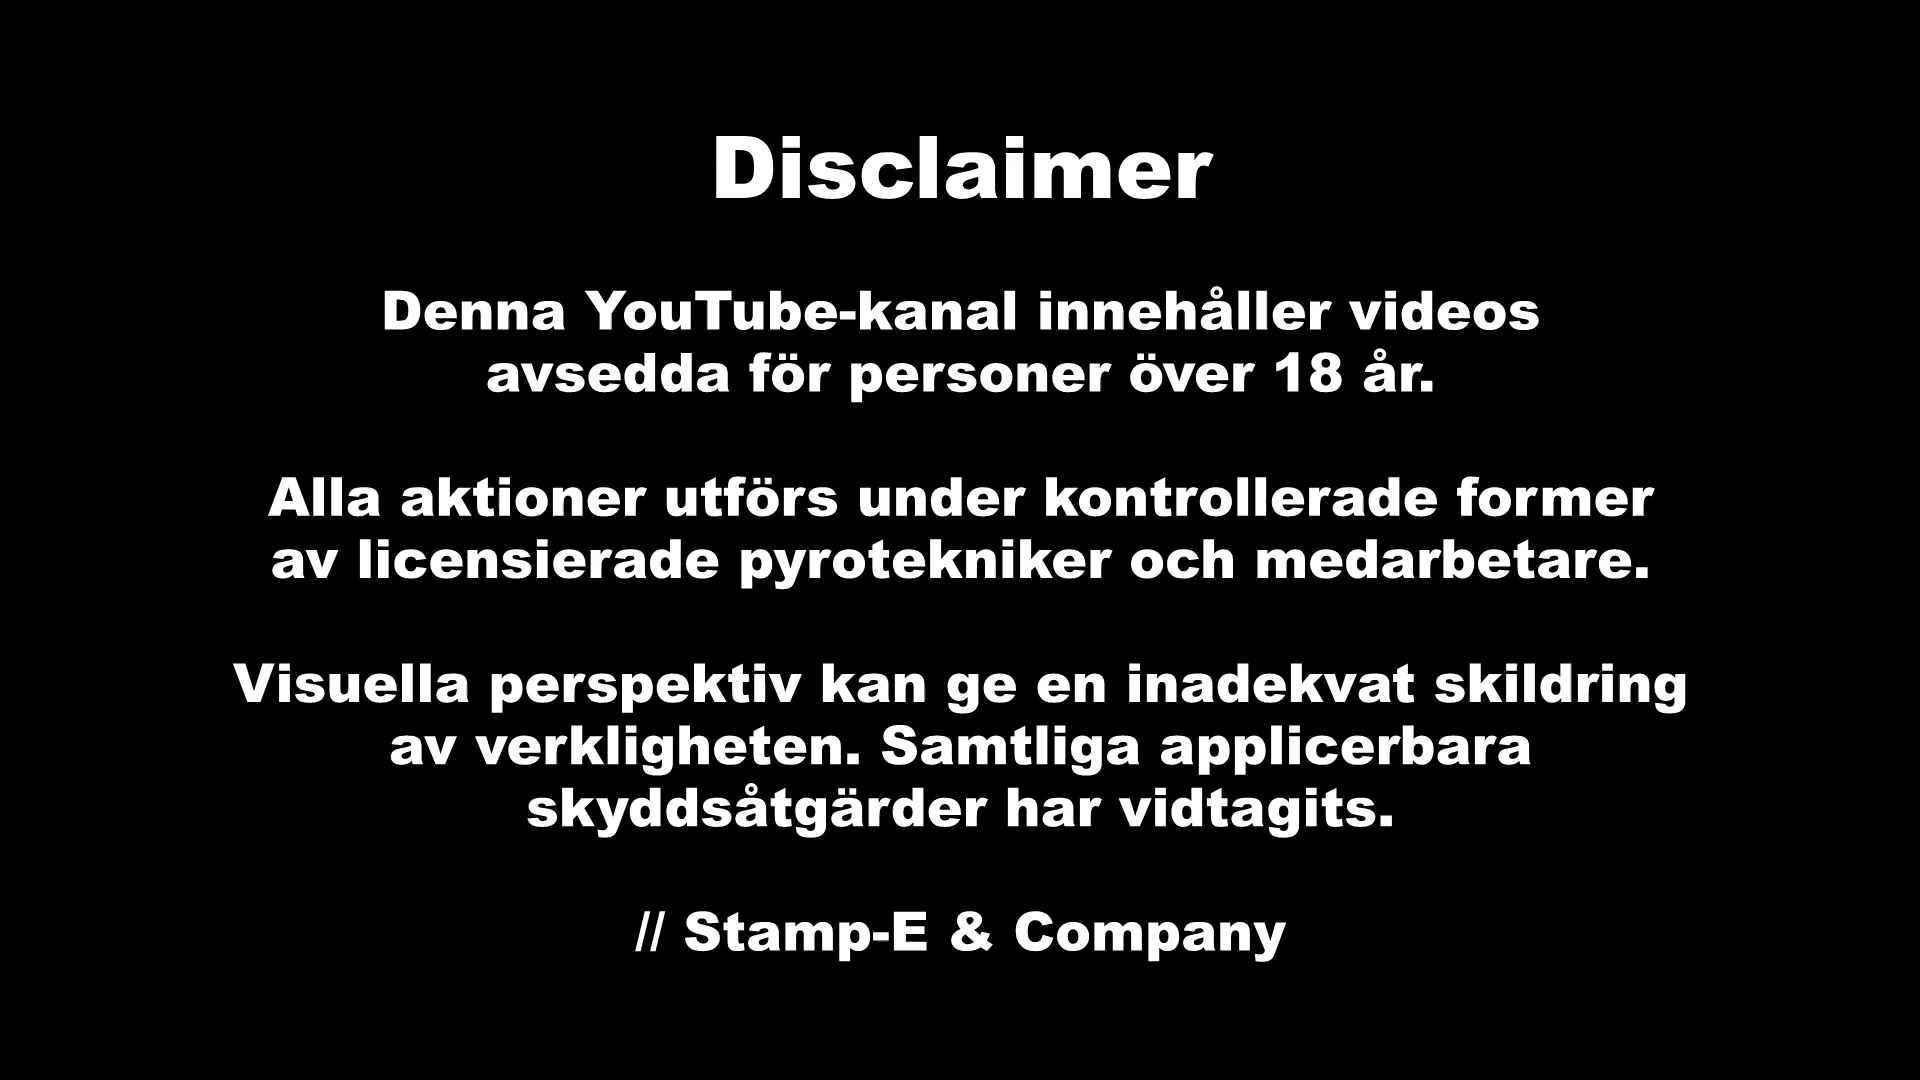 Disclaimer
Denna YouTube-kanal innehåller videos
avsedda för personer över 18 år.
Alla aktioner utförs under kontrollerade former
av licensierade pyrotekniker och medarbetare.
Visuella perspektiv kan ge en inadekvat skildring
av verkligheten. Samtliga applicerbara
skyddsåtgärder har vidtagits.
// Stamp-E & Company